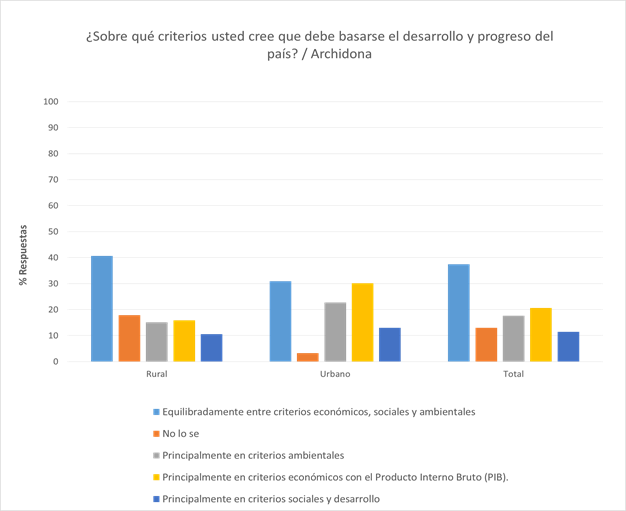 ¿Sobre qué criterios usted cree que debe basarse el desarrollo y progreso del
país? / Archidona
100
90
80
70
60
50
40
30
20
10
0
% Respuestas
Rural
Urbano
Total
Equilibradamente entre criterios económicos, sociales y ambientales
No lo se
Principalmente en criterios ambientales
Principalmente en criterios económicos con el Producto Interno Bruto (PIB).
Principalmente en criterios sociales y desarrollo